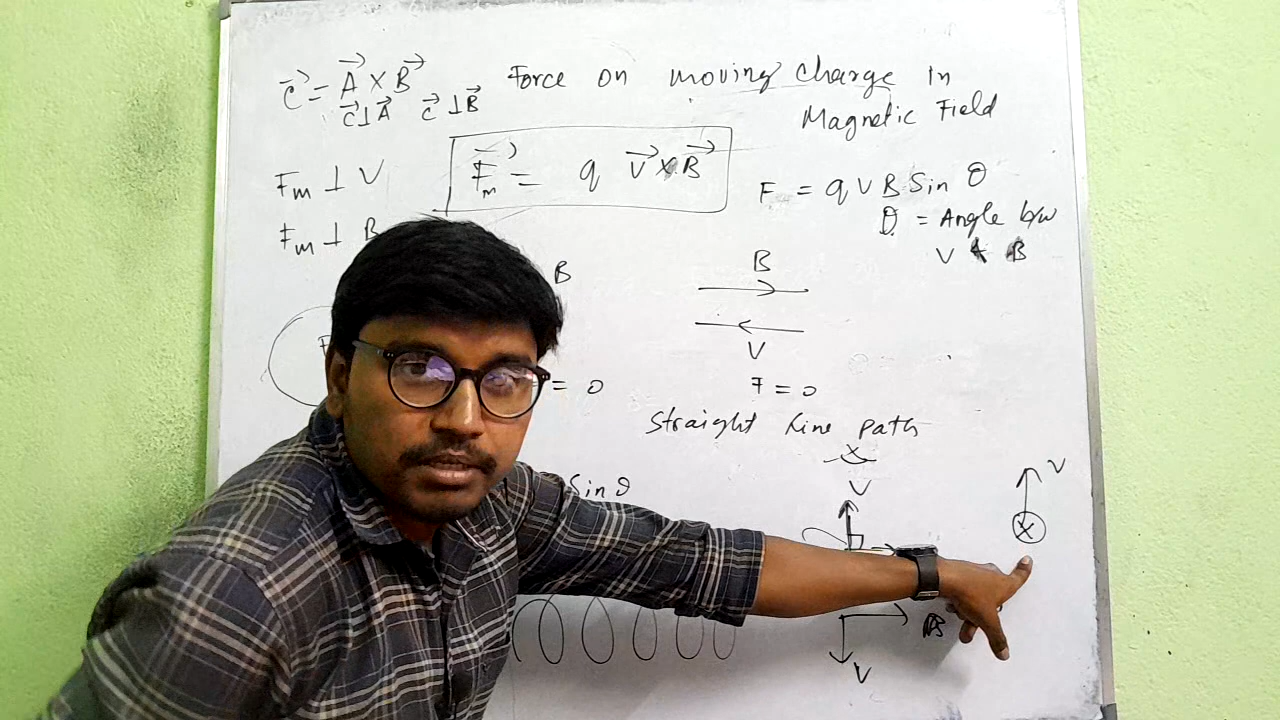 C⃗ = A⃗ × B⃗
C⃗ ⊥ A⃗ C⃗ ⊥ B⃗
Force on moving charge in
Magnetic Field
Fm ⊥ V
Fm ⊥ B
F⃗m = q V⃗ × B⃗
F = q V B Sin θ
θ = Angle b/w
V & B
B
= 0
B
V
F = 0
Straight line path
Sin θ
×
V
V
B
V
×